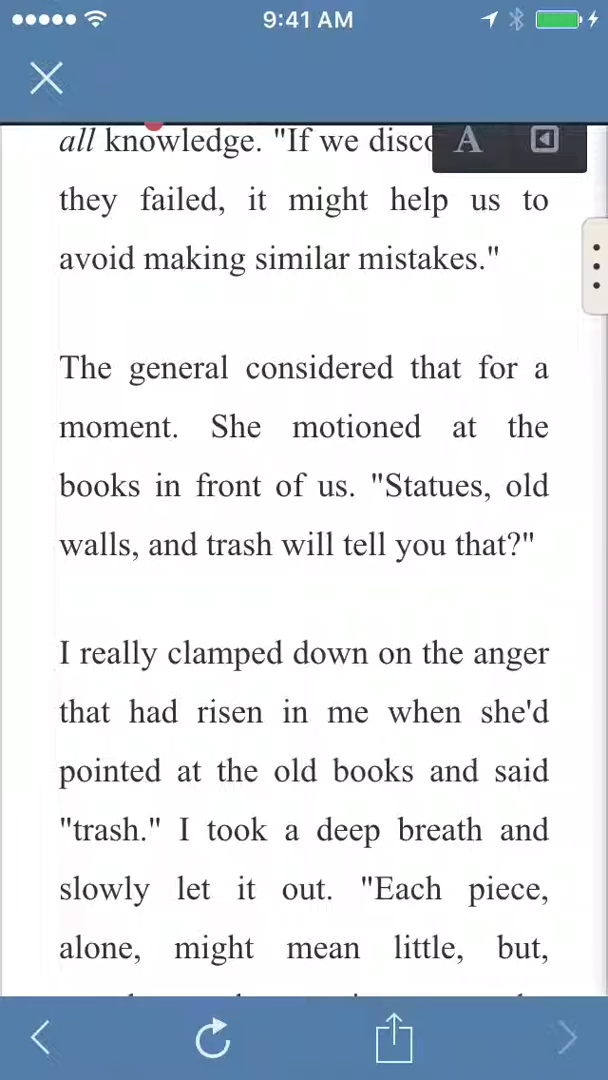 9:41 AM
all knowledge. "If we disco
A
they failed, it might help us to
avoid making similar mistakes."
The general considered that for a
moment. She motioned at the
books in front of us. "Statues, old
walls, and trash will tell you that?"
I really clamped down on the anger
that had risen in me when she'd
pointed at the old books and said
"trash." I took a deep breath and
slowly let it out. "Each piece,
alone, might mean little, but,